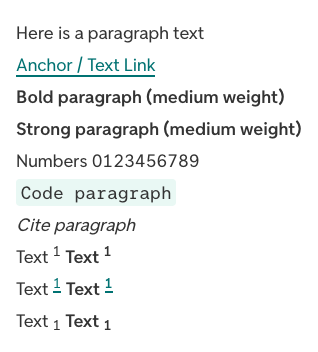 Here is a paragraph text
Anchor / Text Link
Bold paragraph (medium weight)
Strong paragraph (medium weight)
Numbers 0123456789
Code paragraph
Cite paragraph
Text 1 Text 1
Text 1 Text 1
Text 1 Text 1